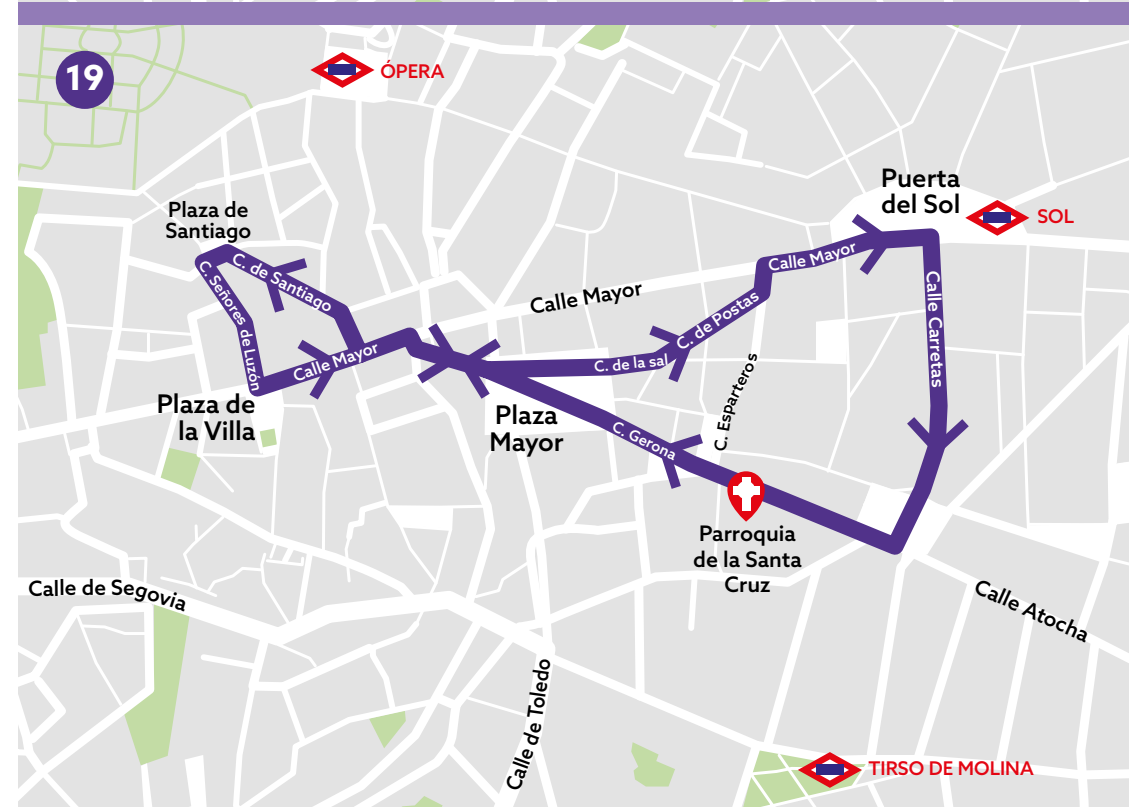 19
ÓPERA
Puerta
del Sol
SOL
Plaza de
Santiago
C. de Santiago
C. Señores de Luzón
Calle Mayor
Calle Mayor
Calle Mayor
C. de Postas
C. de la sal
Calle Carretas
C. Esparteros
Plaza de
la Villa
Plaza
Mayor
C. Gerona
Parroquia
de la Santa
Cruz
Calle de Segovia
Calle Atocha
Calle de Toledo
TIRSO DE MOLINA